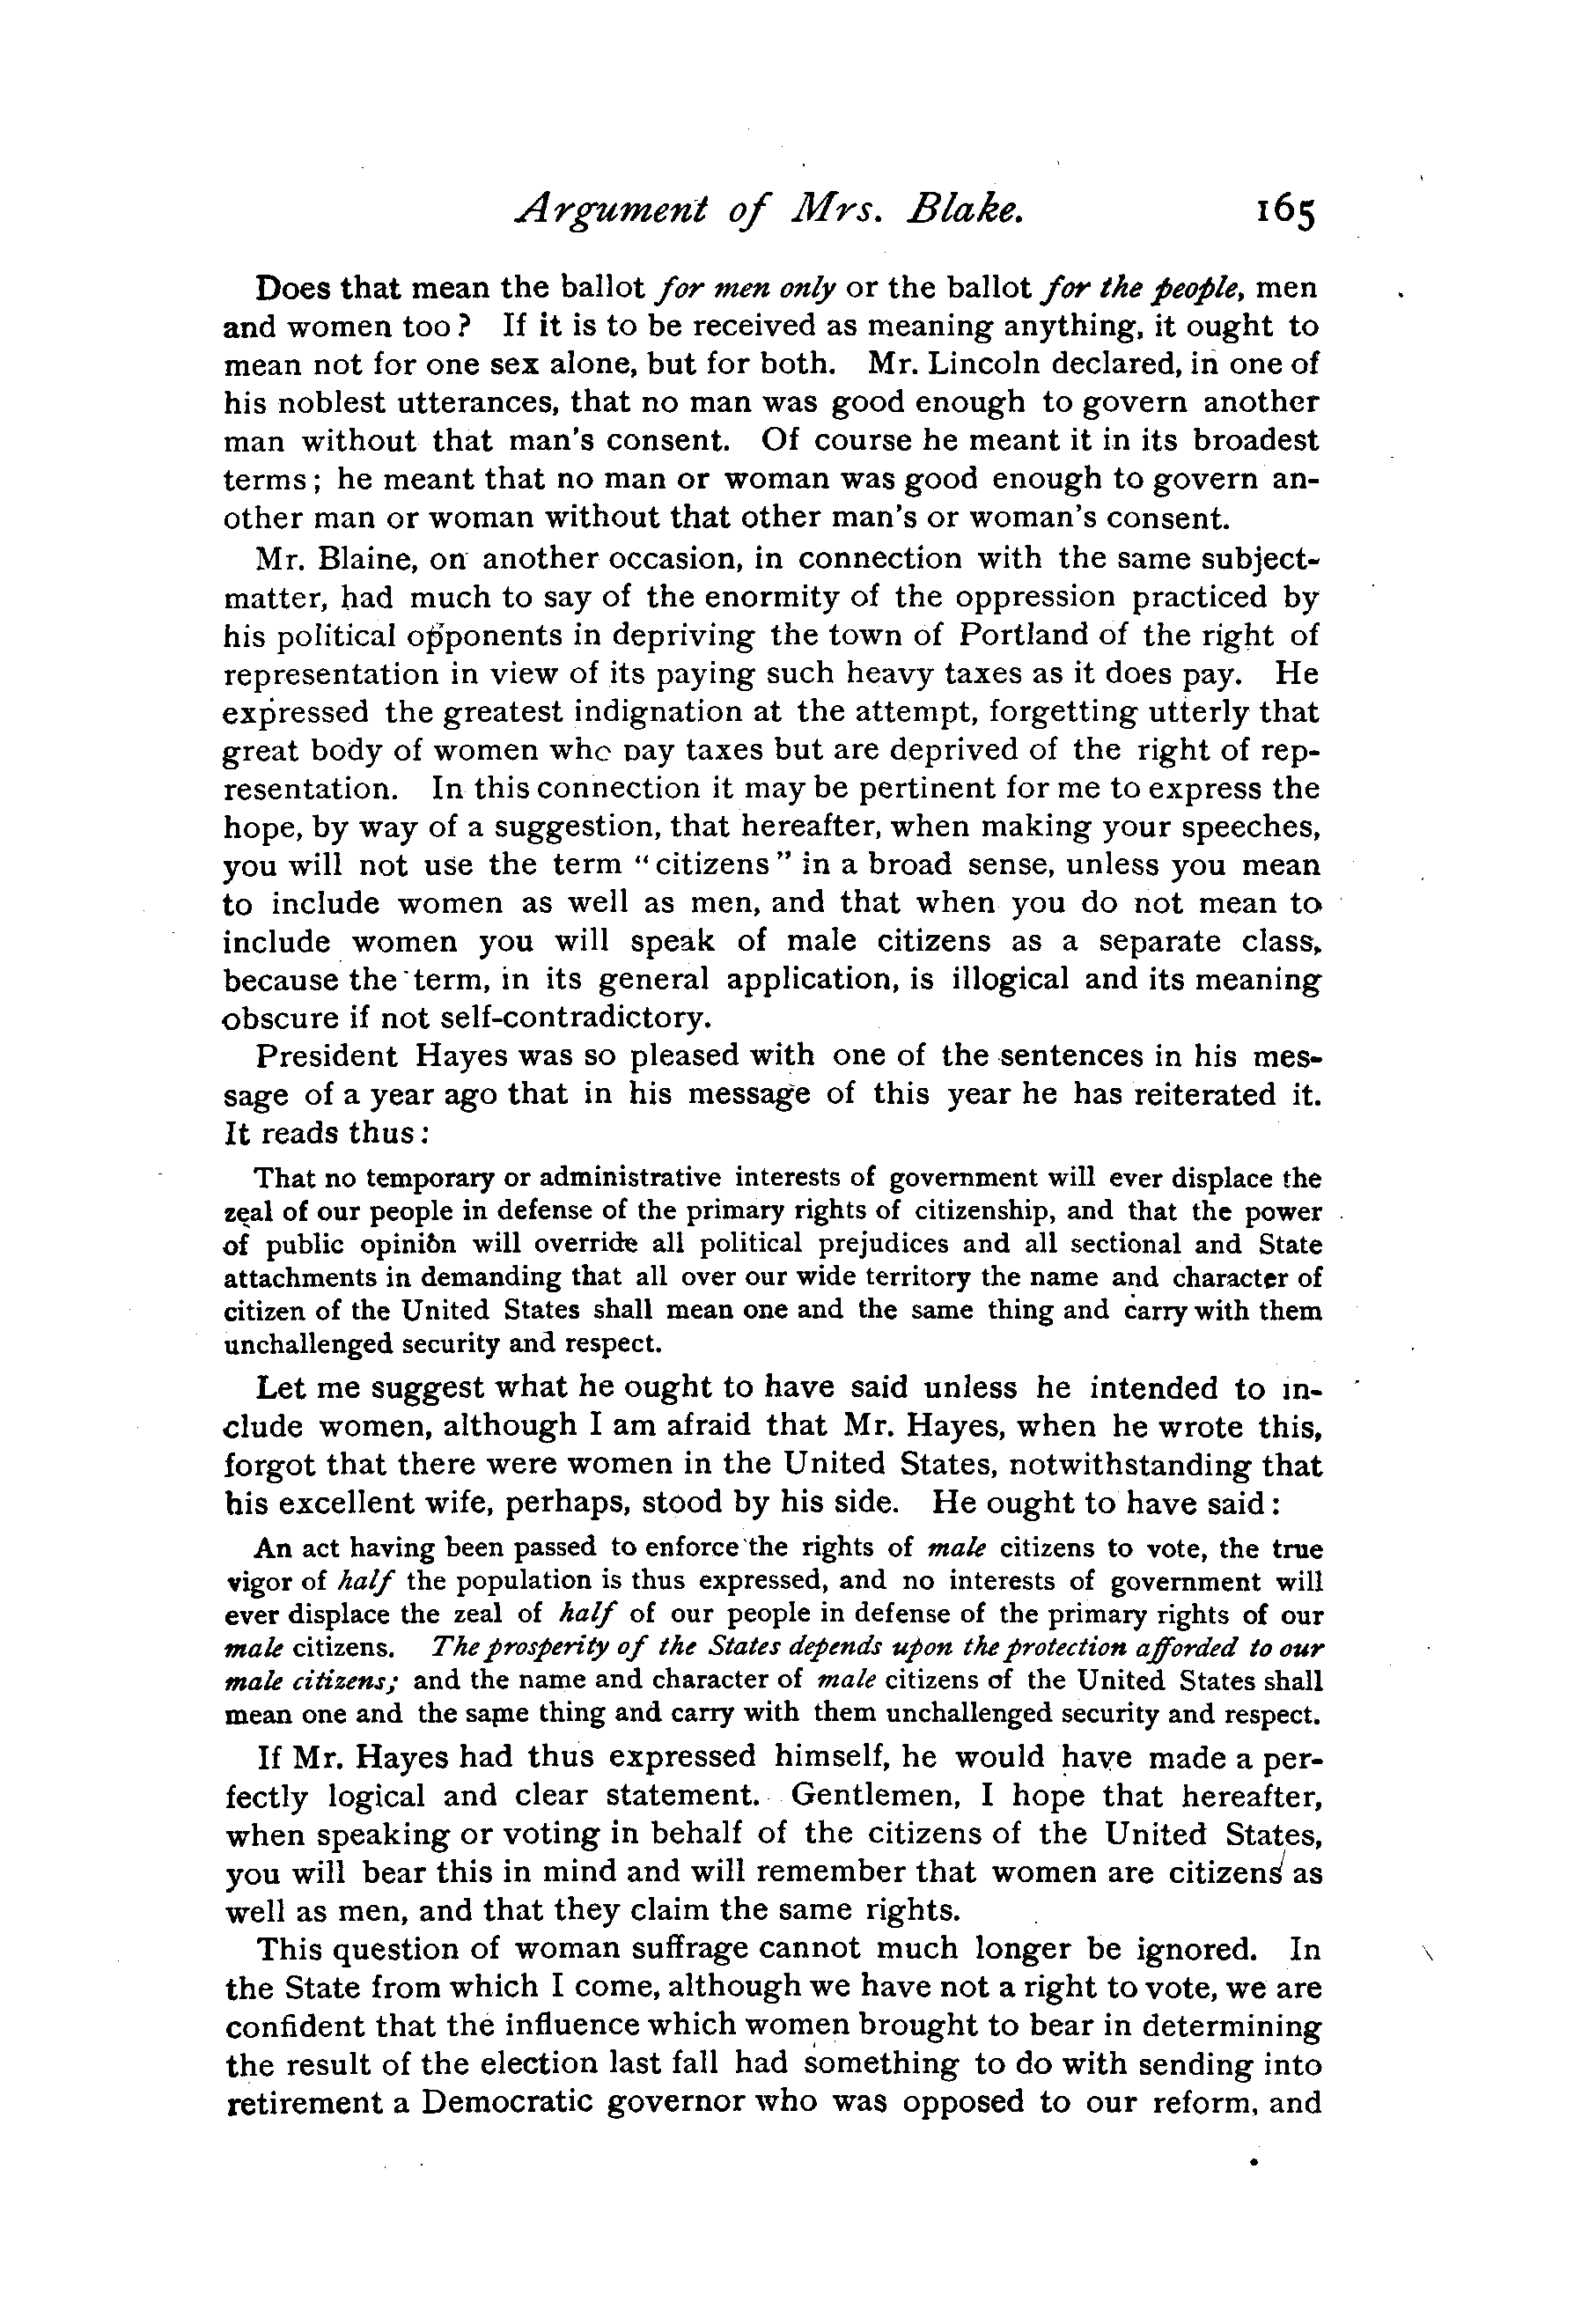 Argument of Mrs. Blake. 165
Does that mean the ballot for men only or the ballot for the people, men
and women too? If it is to be received as meaning anything, it ought to
mean not for one sex alone, but for both. Mr. Lincoln declared, in one of
his noblest utterances, that no man was good enough to govern another
man without that man's consent. Of course he meant it in its broadest
terms; he meant that no man or woman was good enough to govern an-
other man or woman without that other man's or woman's consent.
Mr. Blaine, on another occasion, in connection with the same subject-
matter, had much to say of the enormity of the oppression practiced by
his political opponents in depriving the town of Portland of the right of
representation in view of its paying such heavy taxes as it does pay. He
expressed the greatest indignation at the attempt, forgetting utterly that
great body of women who pay taxes but are deprived of the right of rep-
resentation. In this connection it may be pertinent for me to express the
hope, by way of a suggestion, that hereafter, when making your speeches,
you will not use the term "citizens" in a broad sense, unless you mean
to include women as well as men, and that when you do not mean to
include women you will speak of male citizens as a separate class,
because the term, in its general application, is illogical and its meaning
obscure if not self-contradictory.
President Hayes was so pleased with one of the sentences in his mes-
sage of a year ago that in his message of this year he has reiterated it.
It reads thus:
That no temporary or administrative interests of government will ever displace the
zeal of our people in defense of the primary rights of citizenship, and that the power
of public opinion will override all political prejudices and all sectional and State
attachments in demanding that all over our wide territory the name and character of
citizen of the United States shall mean one and the same thing and carry with them
unchallenged security and respect.
Let me suggest what he ought to have said unless he intended to in-
clude women, although I am afraid that Mr. Hayes, when he wrote this,
forgot that there were women in the United States, notwithstanding that
his excellent wife, perhaps, stood by his side. He ought to have said:
An act having been passed to enforce the rights of male citizens to vote, the true
vigor of half the population is thus expressed, and no interests of government will
ever displace the zeal of half of our people in defense of the primary rights of our
male citizens. The prosperity of the States depends upon the protection afforded to our
male citizens; and the name and character of male citizens of the United States shall
mean one and the same thing and carry with them unchallenged security and respect.
If Mr. Hayes had thus expressed himself, he would have made a per-
fectly logical and clear statement. Gentlemen, I hope that hereafter,
when speaking or voting in behalf of the citizens of the United States,
you will bear this in mind and will remember that women are citizens as
well as men, and that they claim the same rights.
This question of woman suffrage cannot much longer be ignored. In
the State from which I come, although we have not a right to vote, we are
confident that the influence which women brought to bear in determining
the result of the election last fall had something to do with sending into
retirement a Democratic governor who was opposed to our reform, and